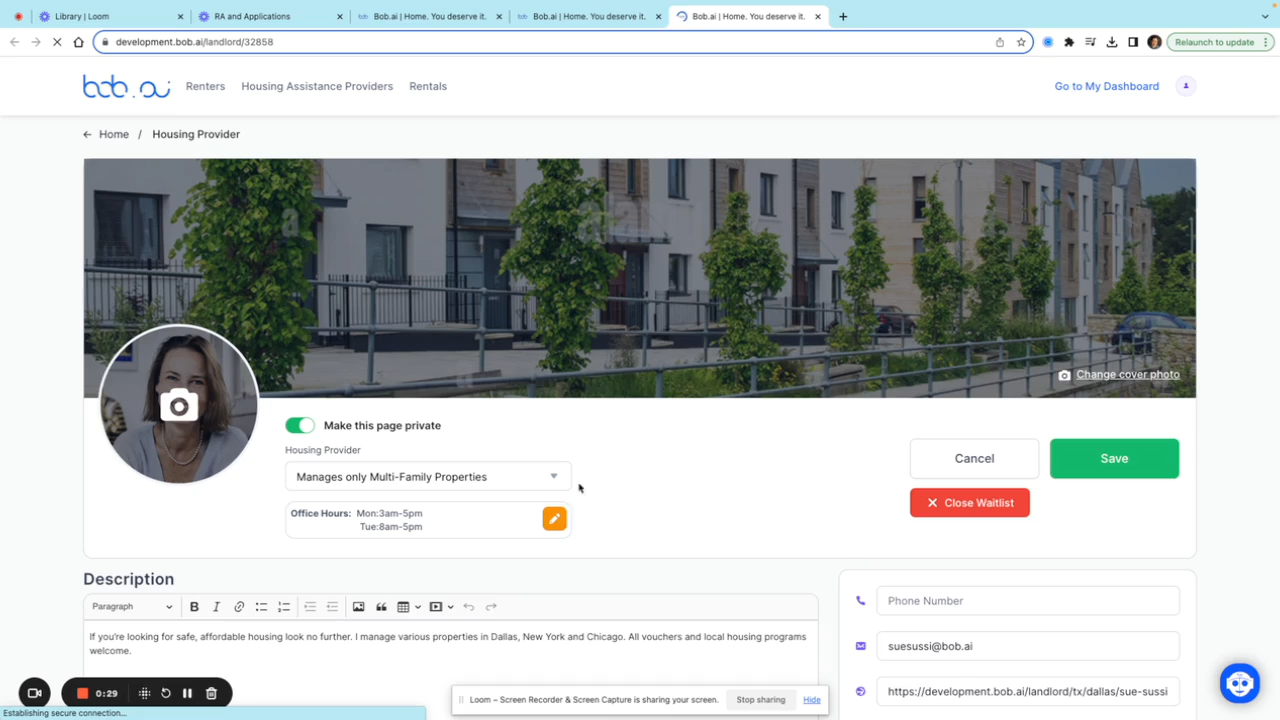 Library | Loom
RA and Applications
Bob.ai | Home. You deserve it.
Bob.ai | Home. You deserve it.
Bob.ai | Home. You deserve it.
development.bob.ai/landlord/32858
Relaunch to update
bob.ai
Renters
Housing Assistance Providers
Rentals
Go to My Dashboard
Home / Housing Provider
Change cover photo
Make this page private
Housing Provider
Manages only Multi-Family Properties
Office Hours: Mon:3am-5pm
Tue:8am-5pm
Cancel
Save
Close Waitlist
Description
Paragraph
B I
If you're looking for safe, affordable housing look no further. I manage various properties in Dallas, New York and Chicago. All vouchers and local housing programs
welcome.
Phone Number
suesussi@bob.ai
https://development.bob.ai/landlord/tx/dallas/sue-sussi
0:29
Loom – Screen Recorder & Screen Capture is sharing your screen.
Stop sharing
Hide
Establishing secure connection...